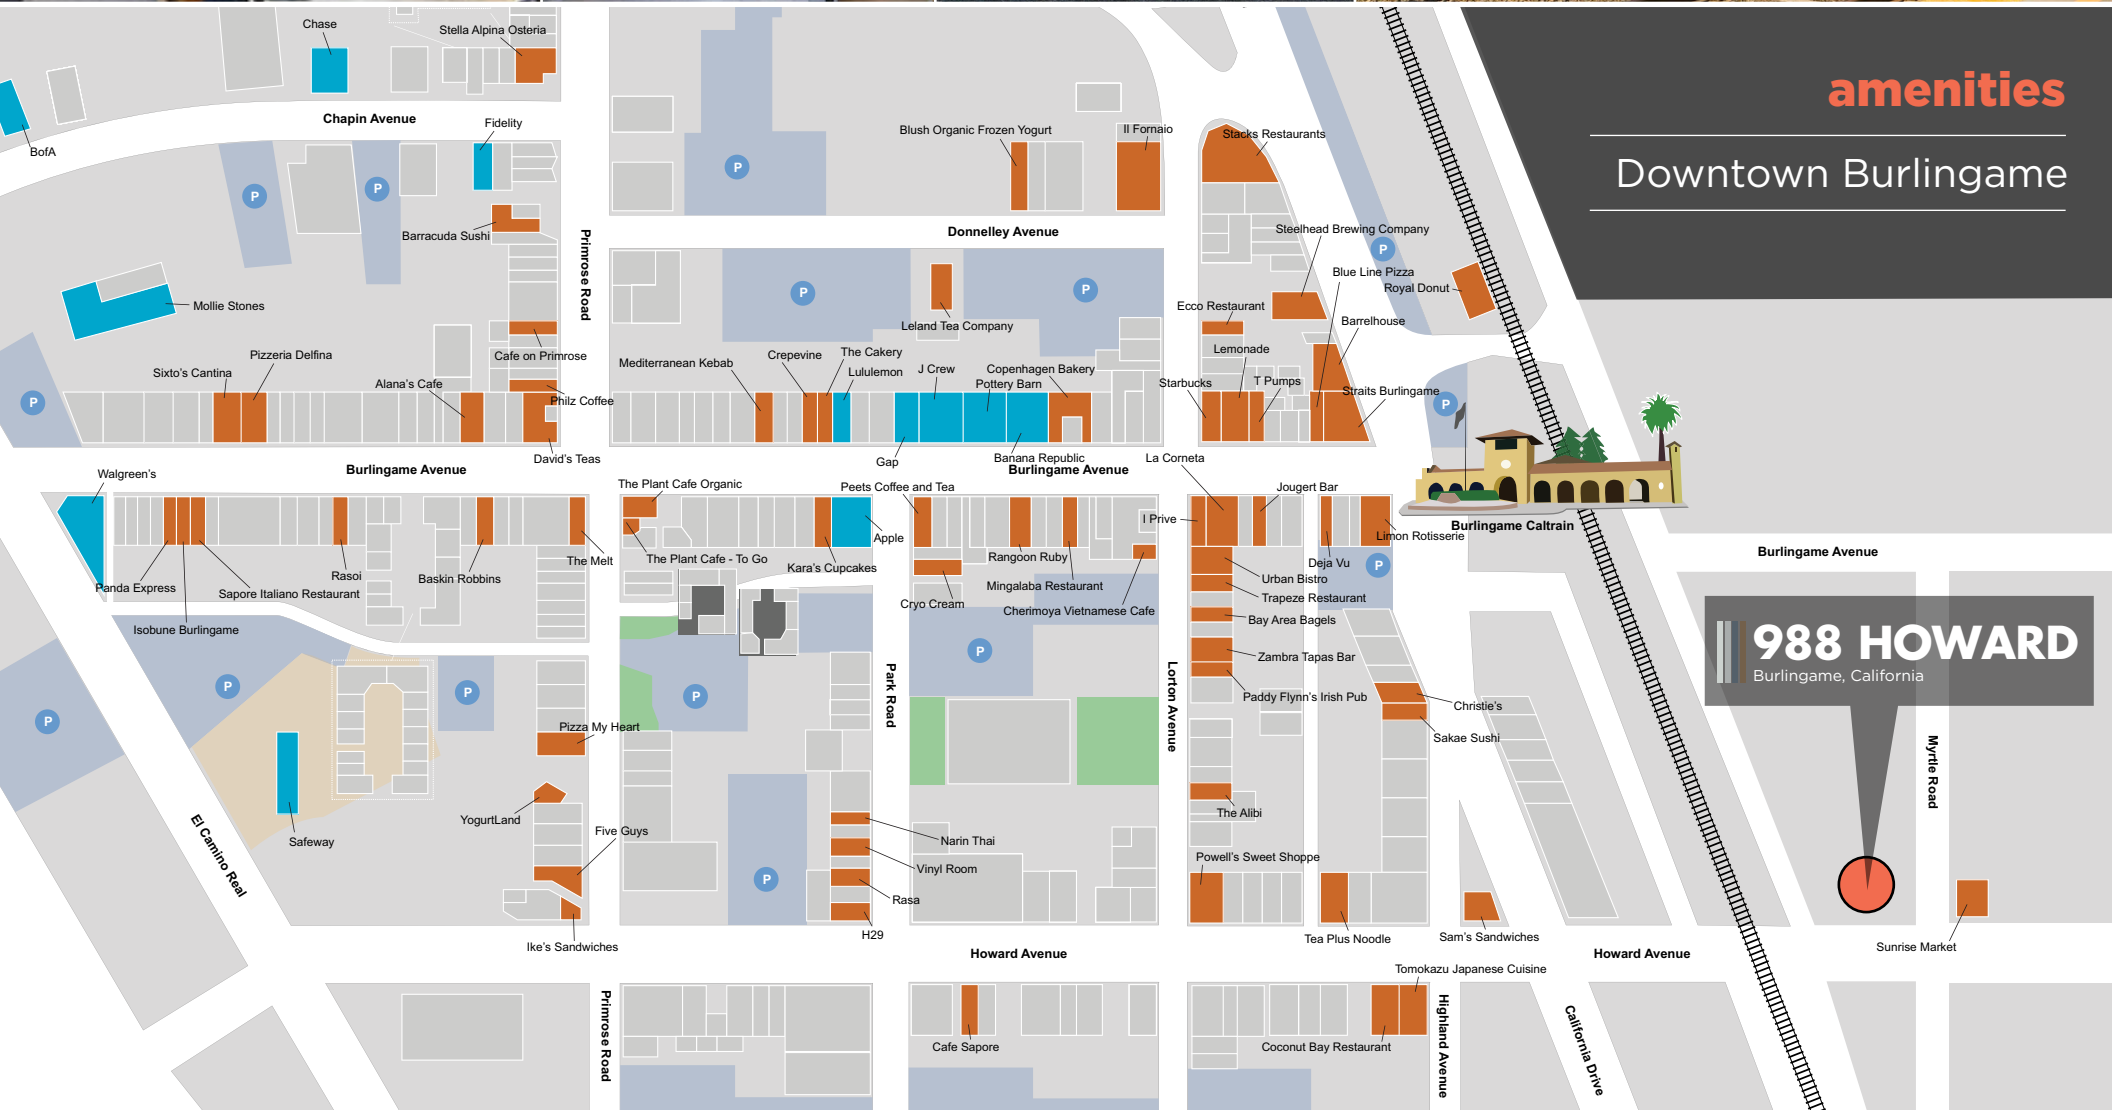 amenities
Downtown Burlingame
Chase
Stella Alpina Osteria
Chapin Avenue
BofA
Fidelity
P
P
P
Barracuda Sushi
Primrose Road
Mollie Stones
Cafe on Primrose
Sixto's Cantina
Pizzeria Delfina
Alana's Cafe
Philz Coffee
P
David's Teas
Blush Organic Frozen Yogurt
Il Fornaio
Stacks Restaurants
Donnelley Avenue
Steelhead Brewing Company
P
Blue Line Pizza
Royal Donut
P
P
Leland Tea Company
Ecco Restaurant
Barrelhouse
Mediterranean Kebab
Crepevine
The Cakery
Lululemon
J Crew
Pottery Barn
Copenhagen Bakery
Lemonade
Starbucks
T Pumps
Straits Burlingame
P
Gap
Banana Republic
La Corneta
Burlingame Avenue
Burlingame Avenue
Walgreen's
Panda Express
Isobune Burlingame
Sapore Italiano Restaurant
Rasoi
Baskin Robbins
The Melt
The Plant Cafe Organic
The Plant Cafe - To Go
Peets Coffee and Tea
Apple
Kara's Cupcakes
Cryo Cream
Rangoon Ruby
Mingalaba Restaurant
Cherimoya Vietnamese Cafe
I Prive
Jougert Bar
Deja Vu
Limon Rotisserie
P
Burlingame Caltrain
Burlingame Avenue
Urban Bistro
Trapeze Restaurant
Bay Area Bagels
Zambra Tapas Bar
Paddy Flynn's Irish Pub
Christie's
Sakae Sushi
988 HOWARD
Burlingame, California
P
P
P
P
P
Park Road
Lorton Avenue
Myrtle Road
Pizza My Heart
YogurtLand
Five Guys
Safeway
El Camino Real
Ike's Sandwiches
P
Narin Thai
Vinyl Room
Rasa
H29
The Alibi
Powell's Sweet Shoppe
Tea Plus Noodle
Sam's Sandwiches
Sunrise Market
Howard Avenue
Howard Avenue
Tomokazu Japanese Cuisine
Primrose Road
Cafe Sapore
Coconut Bay Restaurant
Highland Avenue
California Drive